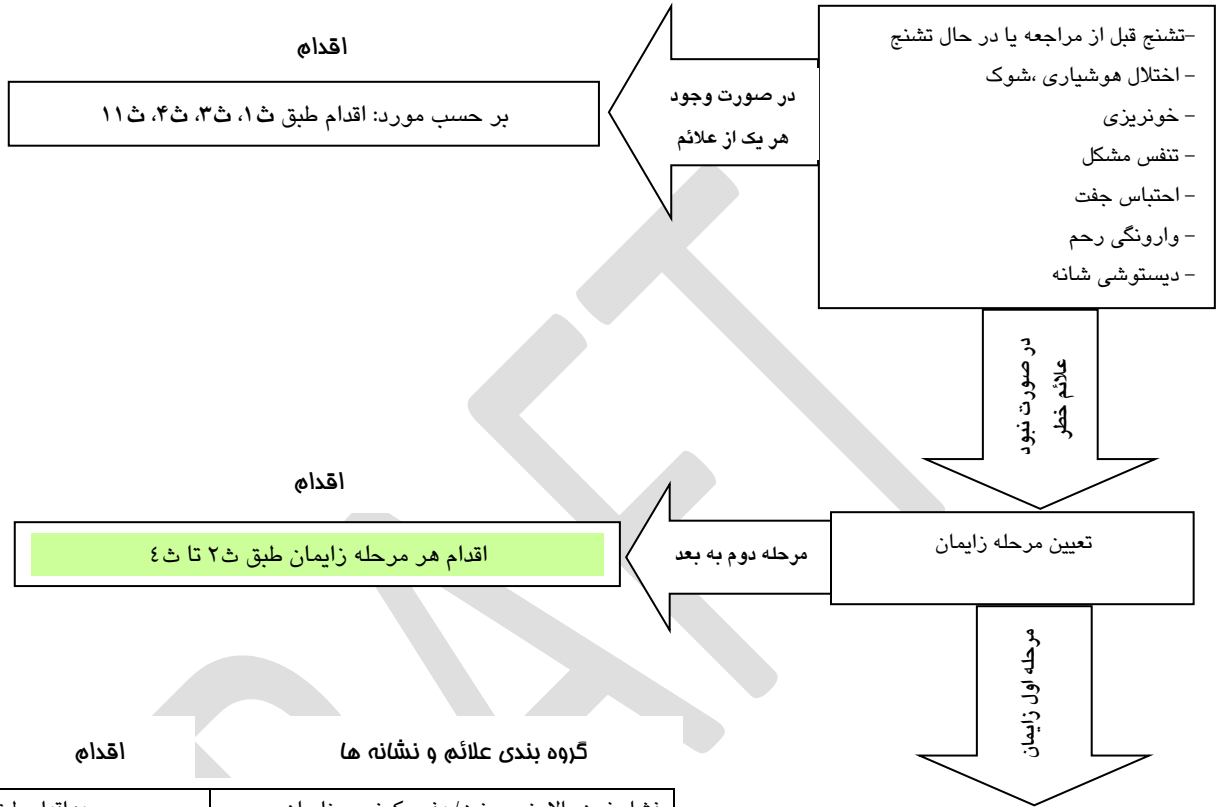 -تشنج قبل از مراجعه یا در حال تشنج
- اختلال هوشیاری ،شوک
- خونریزی
- تنفس مشکل
- احتباس جفت
- وارونگی رحم
- دیستوشی شانه
در صورت وجود
هر یک از علائم
اقدام
بر حسب مورد: اقدام طبق ث۱، ث۳، ث۴، ث۱۱
در صورت نبود
علائم خطر
تعیین مرحله زایمان
مرحله دوم به بعد
اقدام
اقدام هر مرحله زایمان طبق ث۲ تا ث٤
مرحله اول زایمان
گروه بندی علائم و نشانه ها
اقدام
DRAFT